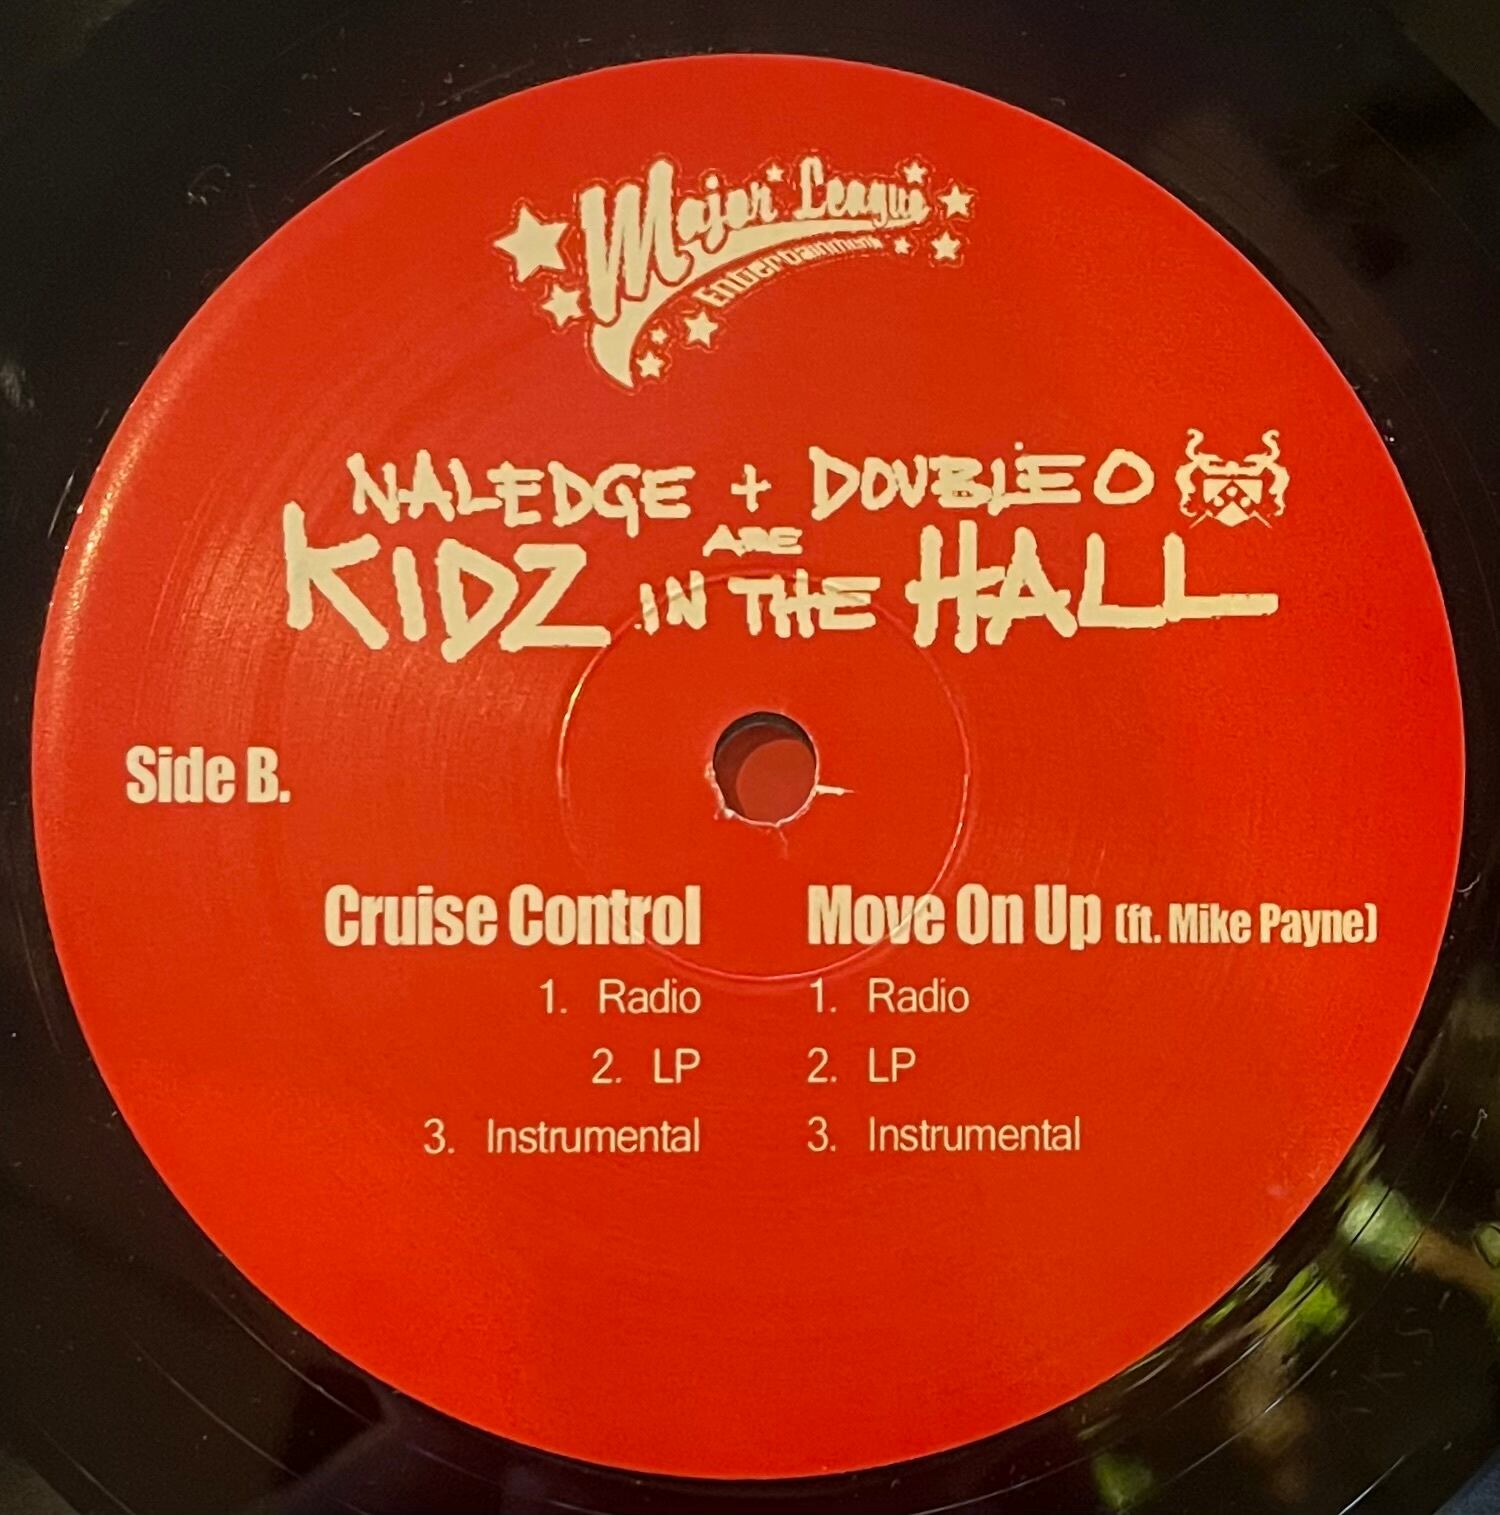 Major League
Entertainment
NALEDGE + DOUBLE O
ARE
KIDZ IN THE HALL
Side B.
Cruise Control
1. Radio
2. LP
3. Instrumental
Move On Up (ft. Mike Payne)
1. Radio
2. LP
3. Instrumental